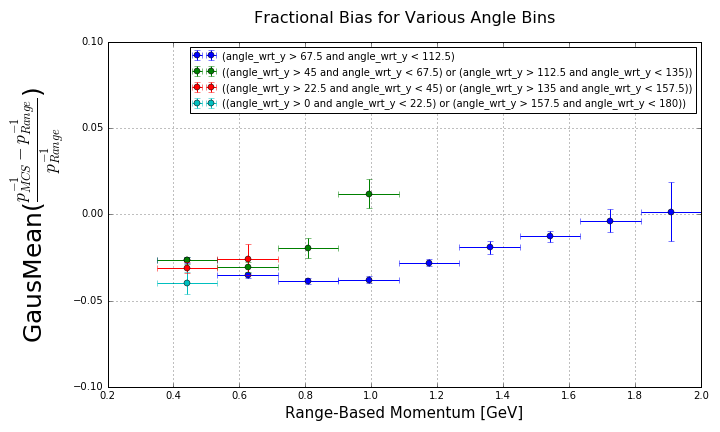 Fractional Bias for Various Angle Bins
(angle_wrt_y > 67.5 and angle_wrt_y < 112.5)
((angle_wrt_y > 45 and angle_wrt_y < 67.5) or (angle_wrt_y > 112.5 and angle_wrt_y < 135))
((angle_wrt_y > 22.5 and angle_wrt_y < 45) or (angle_wrt_y > 135 and angle_wrt_y < 157.5))
((angle_wrt_y > 0 and angle_wrt_y < 22.5) or (angle_wrt_y > 157.5 and angle_wrt_y < 180))
GausMean(\frac{p_{MCS}^{-1} − p_{Range}^{-1}}{p_{Range}^{-1}})
0.10
0.05
0.00
−0.05
−0.10
0.2 0.4 0.6 0.8 1.0 1.2 1.4 1.6 1.8 2.0
Range-Based Momentum [GeV]